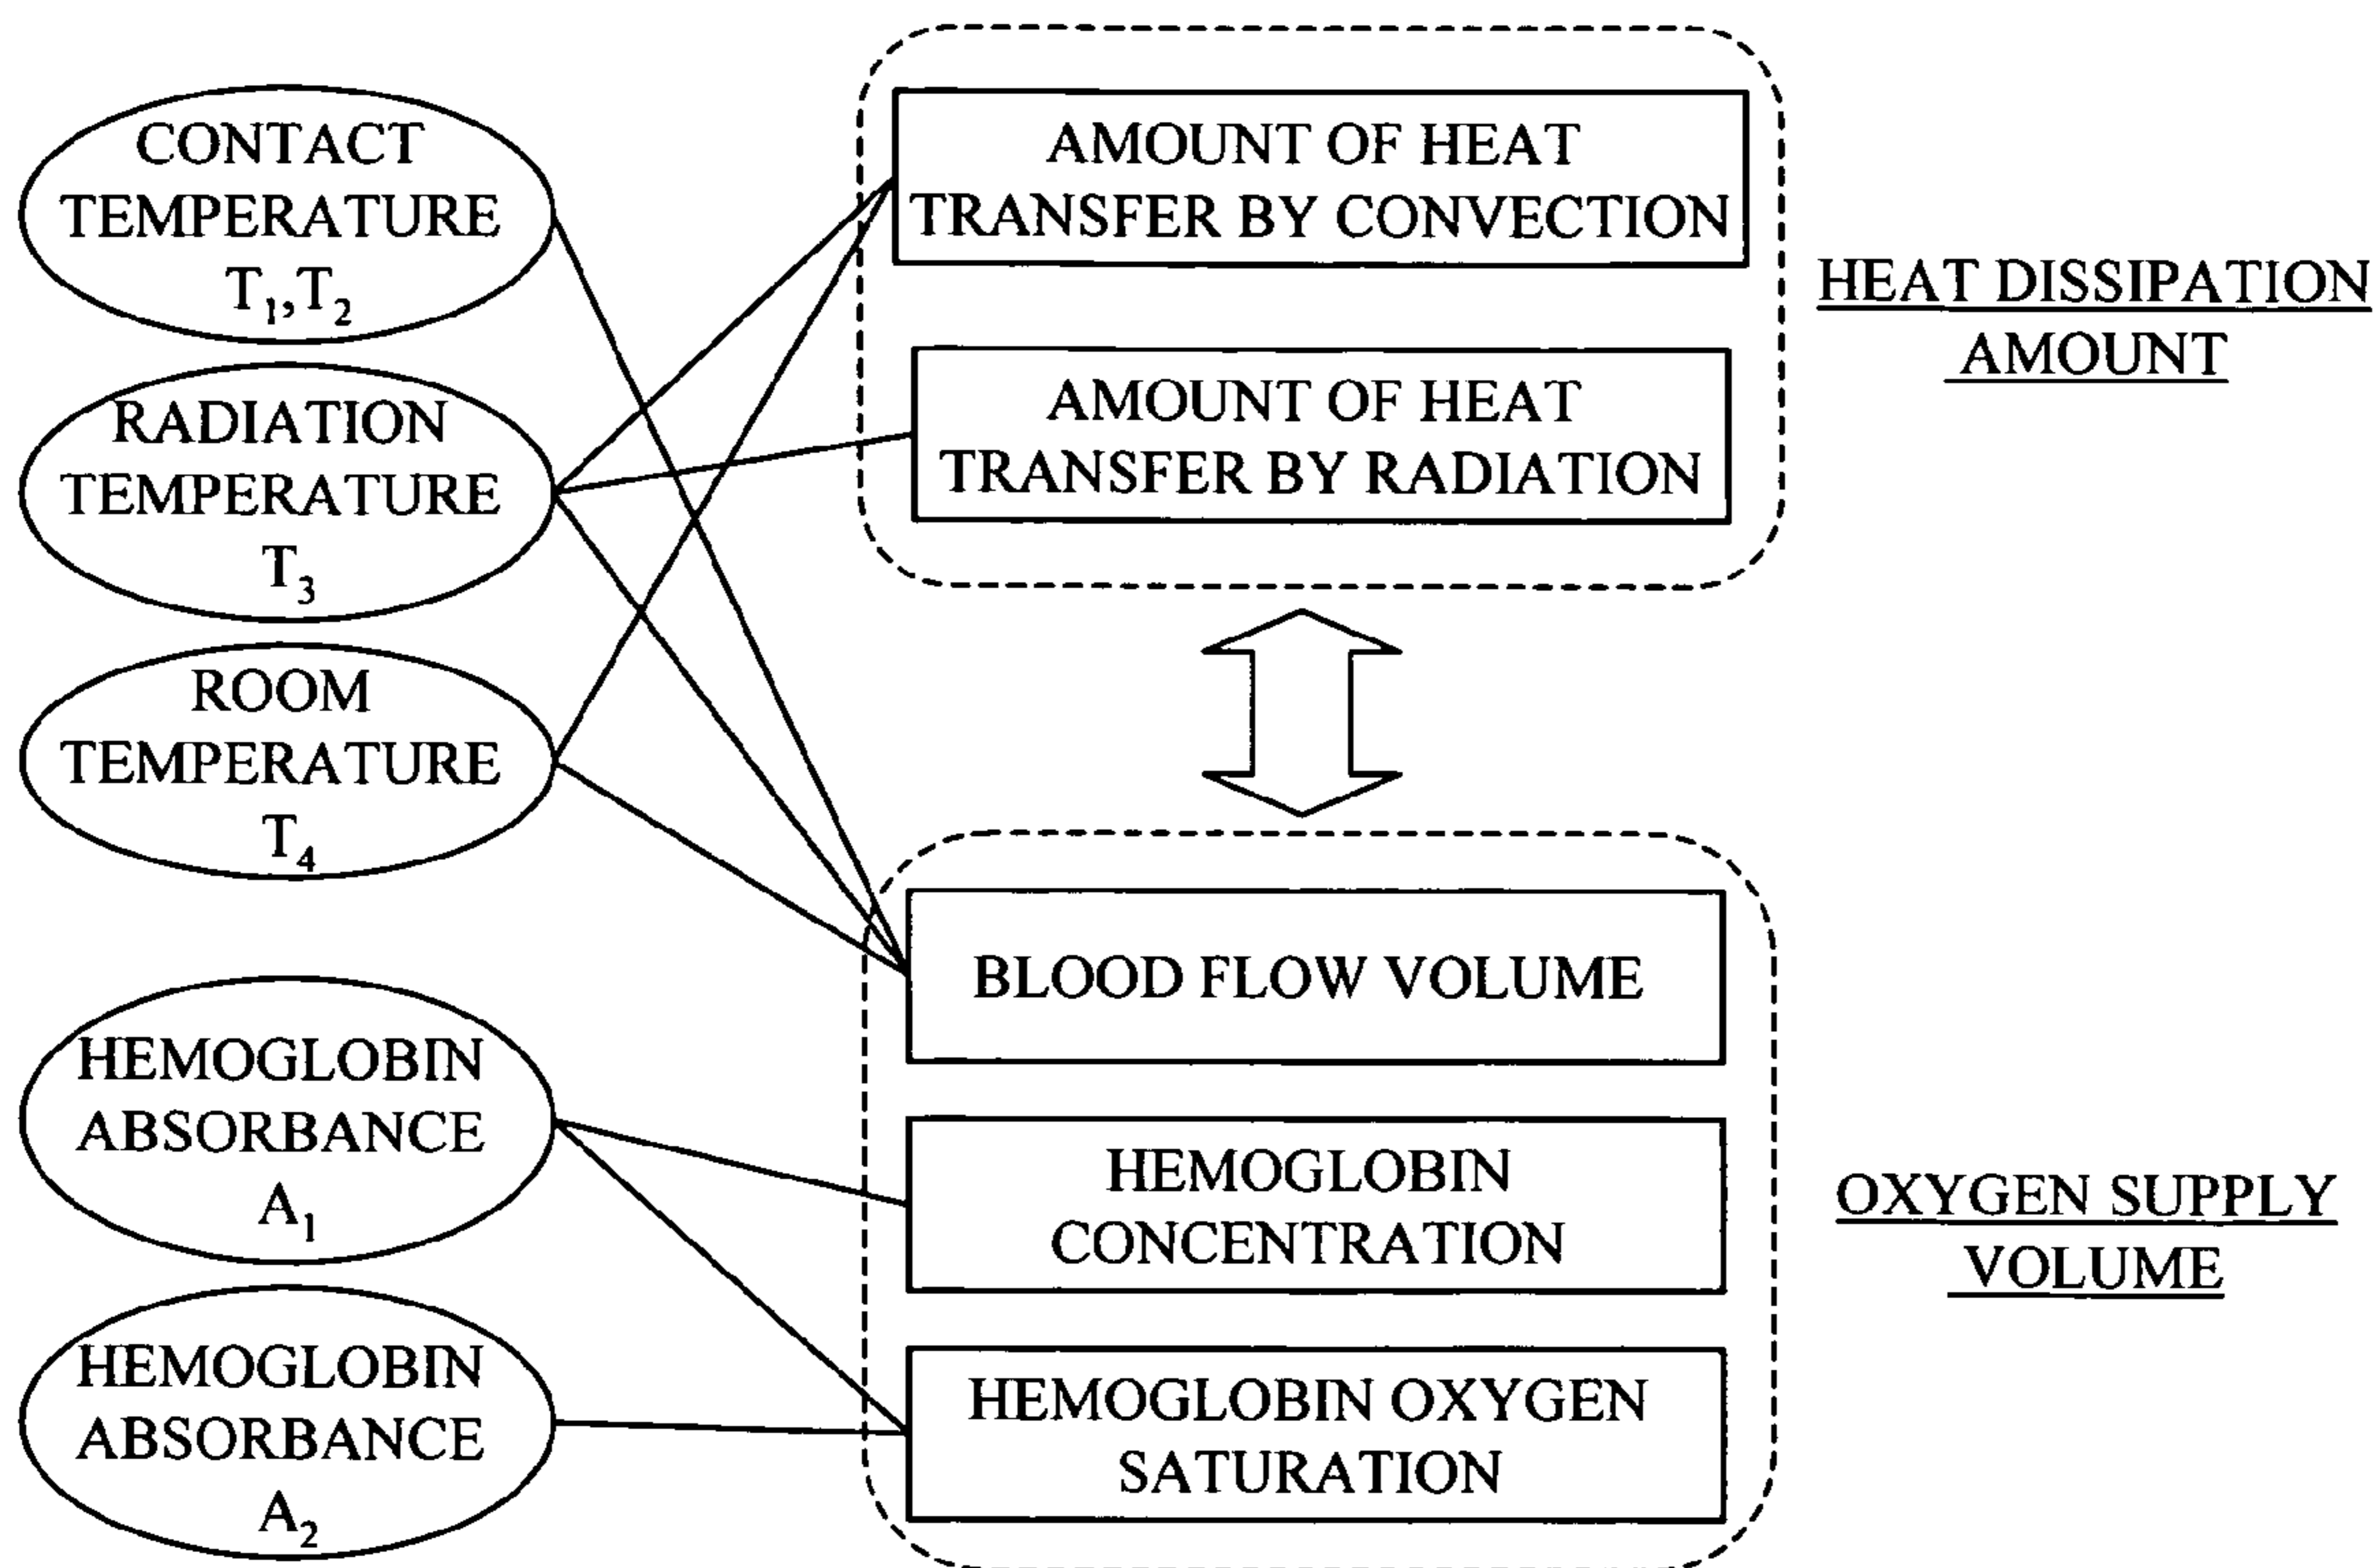 CONTACT
TEMPERATURE
T₁,T₂
RADIATION
TEMPERATURE
T₃
ROOM
TEMPERATURE
T₄
HEMOGLOBIN
ABSORBANCE
A₁
HEMOGLOBIN
ABSORBANCE
A₂
AMOUNT OF HEAT
TRANSFER BY CONVECTION
AMOUNT OF HEAT
TRANSFER BY RADIATION
HEAT DISSIPATION
AMOUNT
BLOOD FLOW VOLUME
HEMOGLOBIN
CONCENTRATION
HEMOGLOBIN OXYGEN
SATURATION
OXYGEN SUPPLY
VOLUME